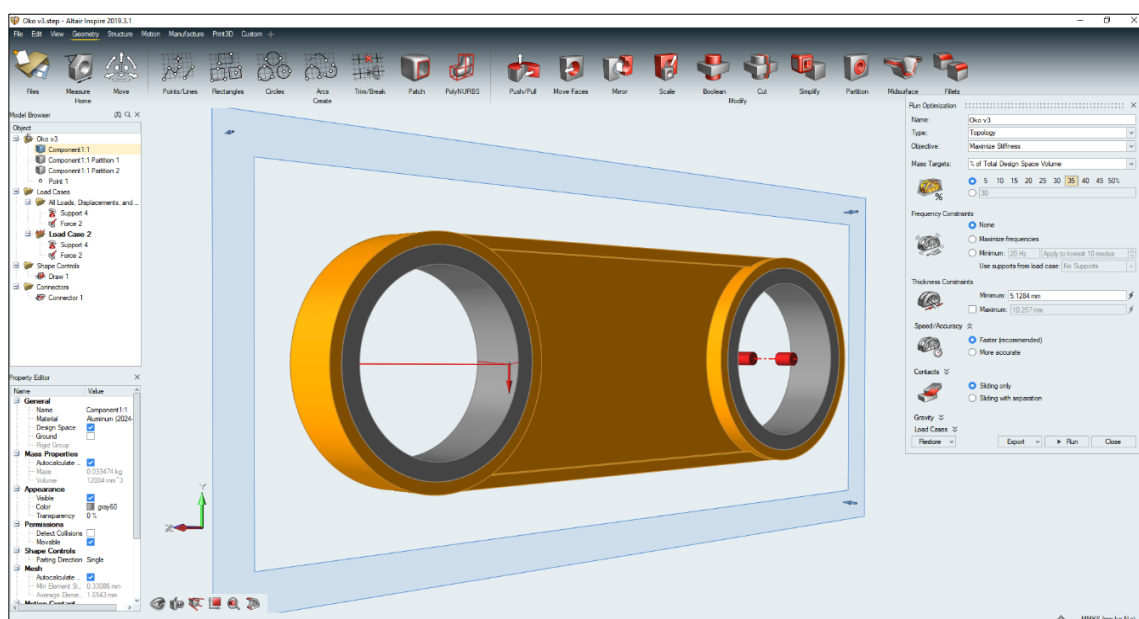 Oko v3.step - Altair Inspire 2019.3.1
File Edit View Geometry Structure Motion Manufacture Print3D Custom +
Files Measure Move Points/Lines Rectangles Circles Arcs Trim/Break Patch PolyNURBS Push/Pull Move Faces Mirror Scale Boolean Cut Simplify Partition Midsurface Fillets
Home Create Modify
Model Browser
Object
Oko v3
Component1:1
Component1:1 Partition 1
Component1:1 Partition 2
Point 1
Load Cases
All Loads, Displacements, and ...
Support 4
Force 2
Load Case 2
Support 4
Force 2
Shape Controls
Draw 1
Connectors
Connector 1
Property Editor
Name Value
General
Name Component1:1
Material Aluminum (2024-
Design Space
Ground
Rigid Group
Mass Properties
Autocalculate ...
Mass 0.033474 kg
Volume 12084 mm^3
Appearance
Visible
Color gray60
Transparency 0 %
Permissions
Detect Collisions
Movable
Shape Controls
Parting Direction Single
Mesh
Autocalculate ...
Min Element Si... 0.33086 mm
Average Eleme... 1.6543 mm
Motion Contact
Y
Z
Run Optimization
Name: Oko v3
Type: Topology
Objective: Maximize Stiffness
Mass Targets: % of Total Design Space Volume
5 10 15 20 25 30 35 40 45 50%
%
30
Frequency Constraints
None
Maximize frequencies
Minimum: 20 Hz Apply to lowest 10 modes
Use supports from load case: No Supports
Thickness Constraints
Minimum: 5.1284 mm
Maximum: 10.257 mm
Speed/Accuracy
Faster (recommended)
More accurate
Contacts
Sliding only
Sliding with separation
Gravity
Load Cases
Restore Export Run Close